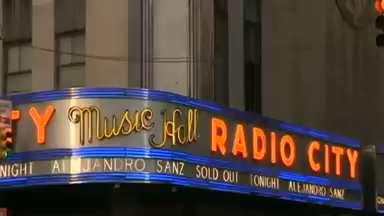 TY Music Hall RADIO CITY
NIGHT ALEJANDRO SANZ SOLD OUT TONIGHT ALEJANDRO SANZ